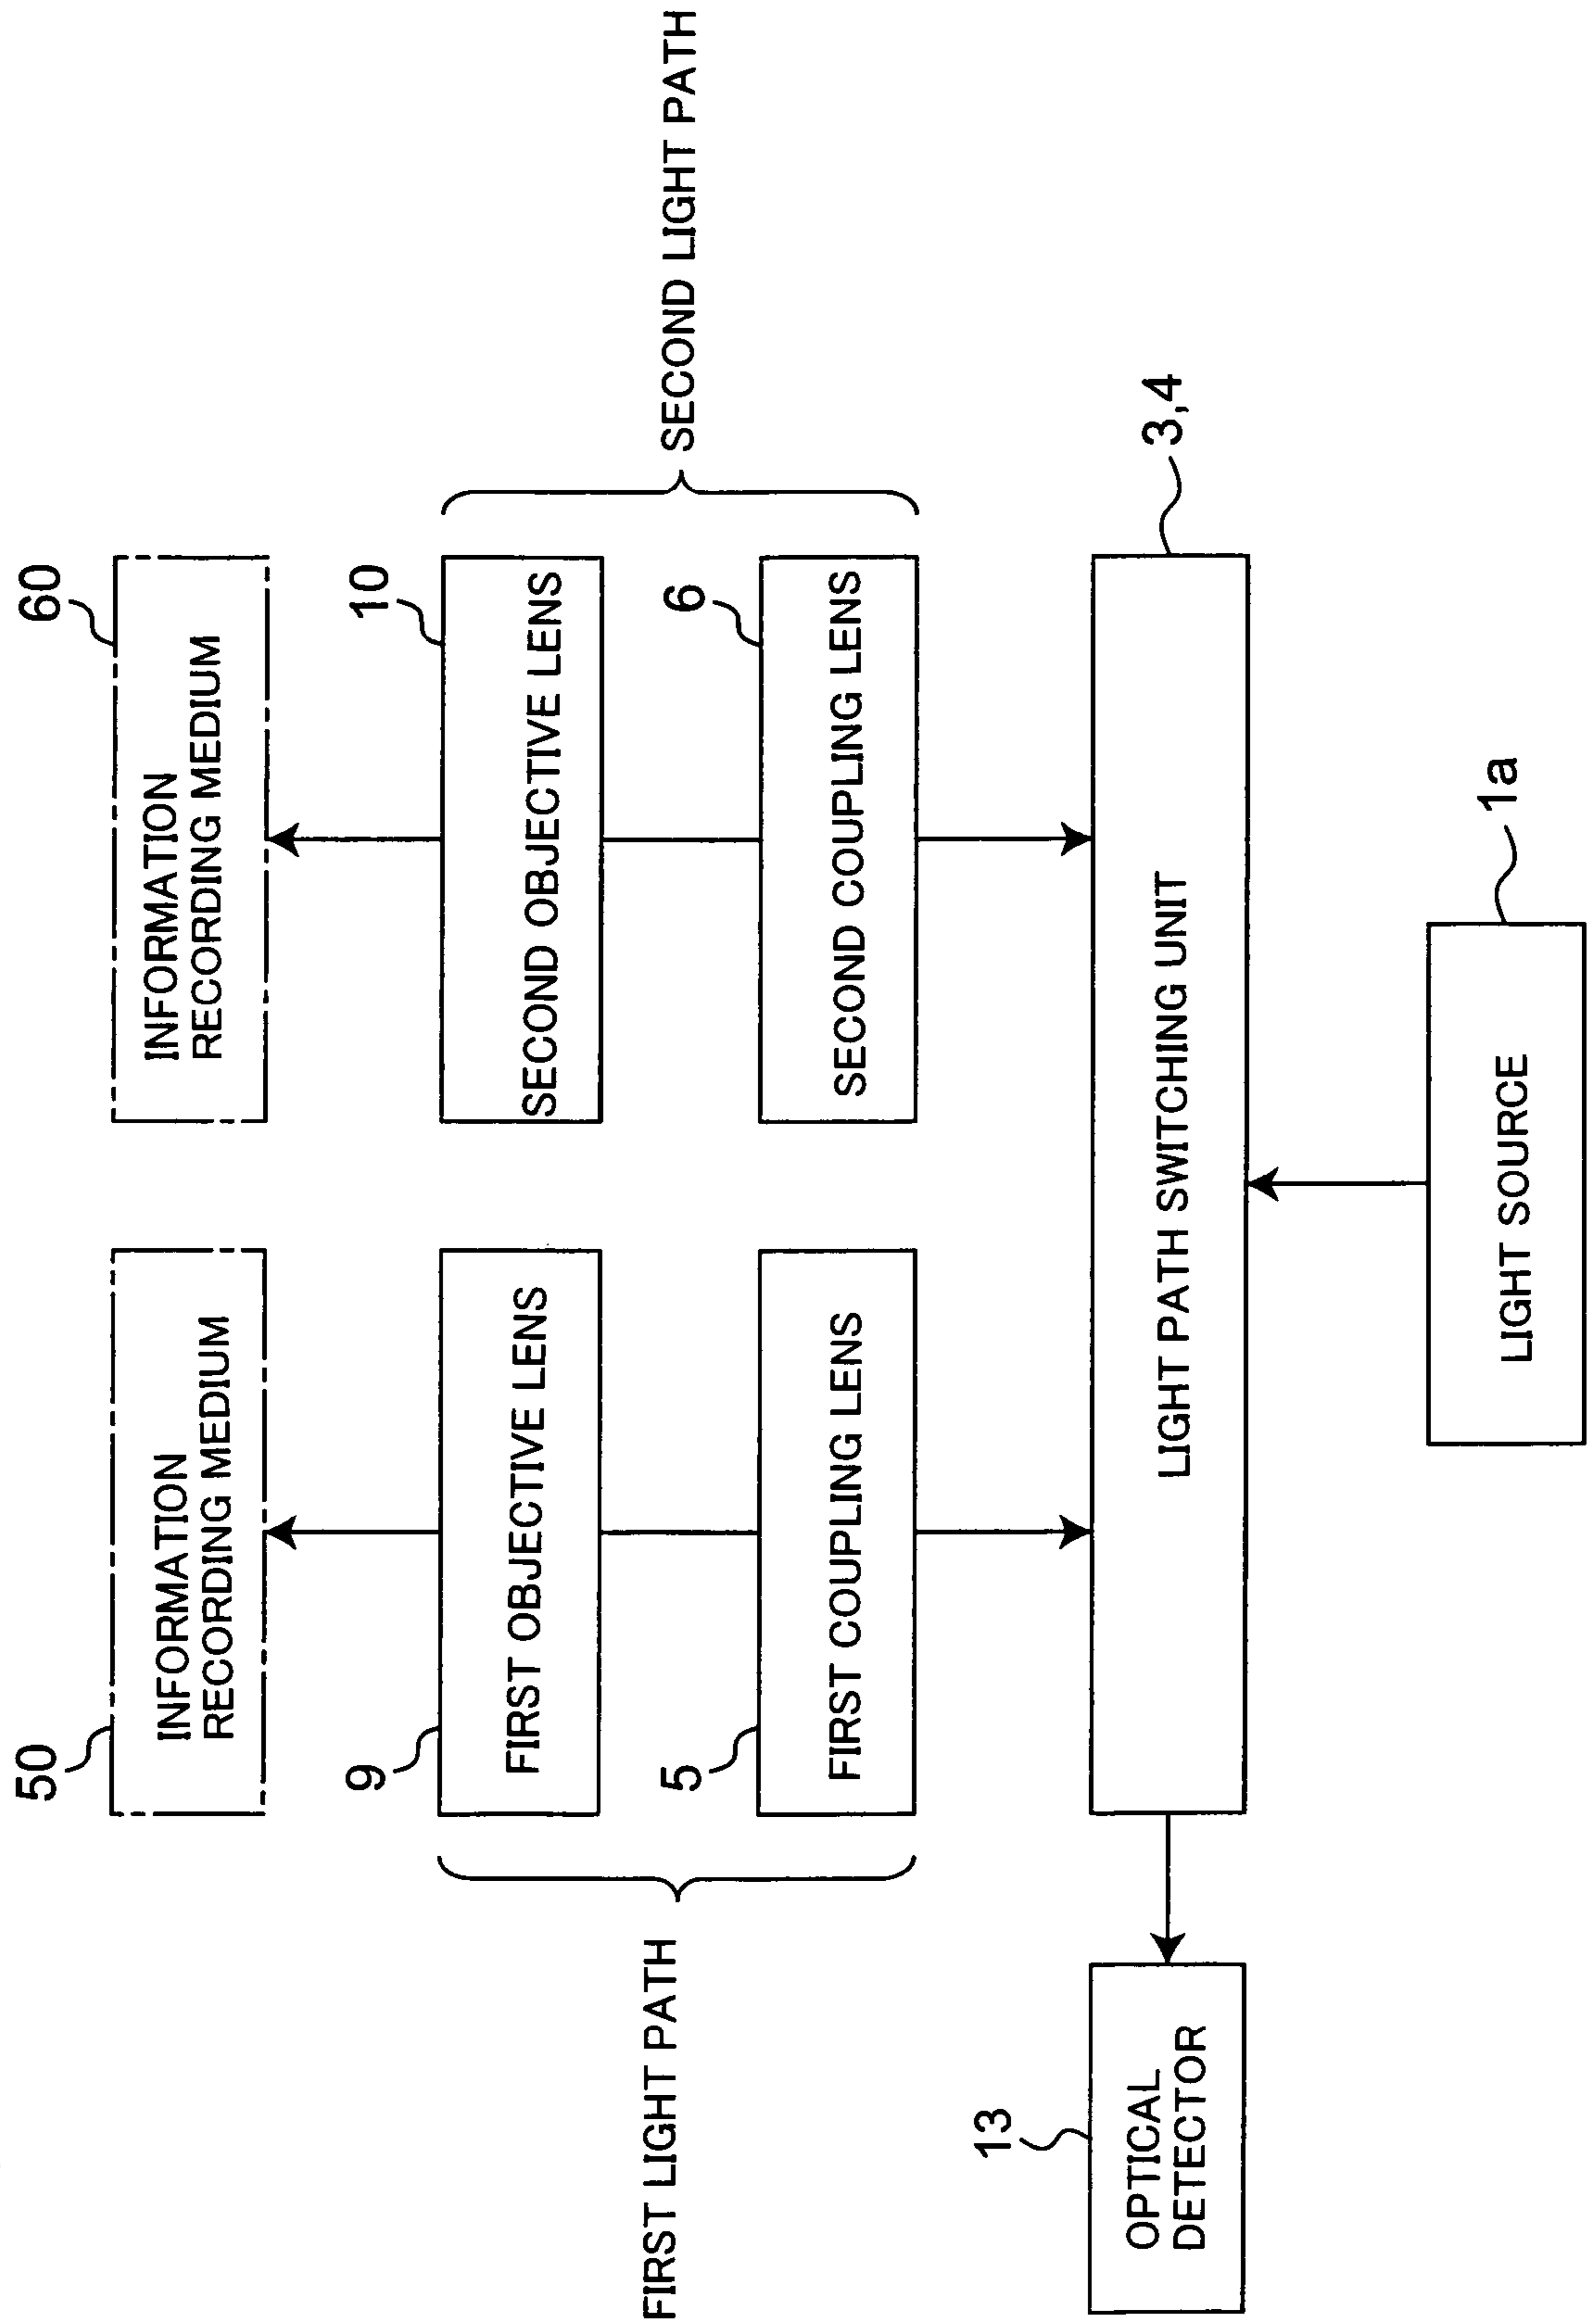 50
INFORMATION
RECORDING MEDIUM
60
INFORMATION
RECORDING MEDIUM
9
FIRST OBJECTIVE LENS
10
SECOND OBJECTIVE LENS
FIRST LIGHT PATH
SECOND LIGHT PATH
5
FIRST COUPLING LENS
6
SECOND COUPLING LENS
13
OPTICAL
DETECTOR
LIGHT PATH SWITCHING UNIT
3,4
LIGHT SOURCE
1a